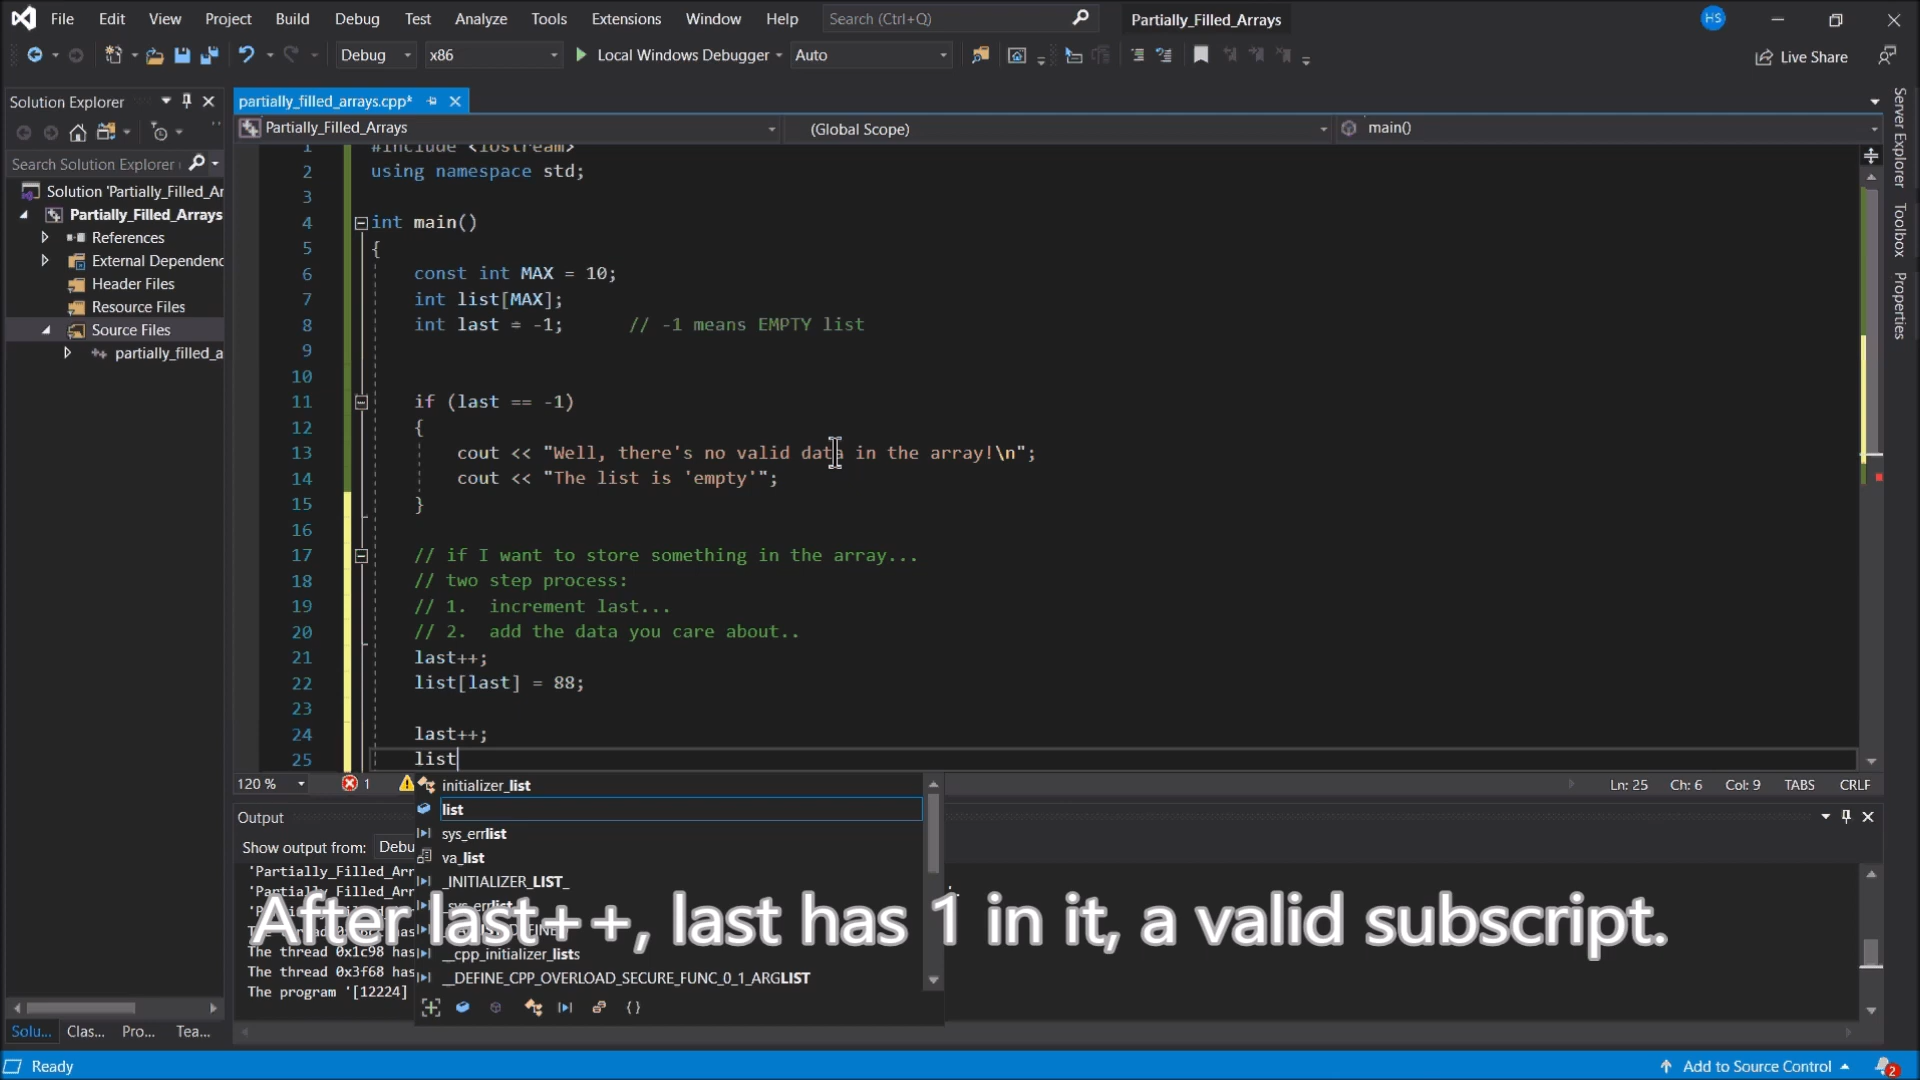 File Edit View Project Build Debug Test Analyze Tools Extensions Window Help Search (Ctrl+Q) Partially_Filled_Arrays HS
Debug x86 Local Windows Debugger Auto Live Share
Solution Explorer
Search Solution Explorer
Solution 'Partially_Filled_Ar
Partially_Filled_Arrays
References
External Dependenc
Header Files
Resource Files
Source Files
partially_filled_a
partially_filled_arrays.cpp*
Partially_Filled_Arrays (Global Scope) main()
1 #include <iostream>
2 using namespace std;
3
4 int main()
5 {
6 const int MAX = 10;
7 int list[MAX];
8 int last = -1; // -1 means EMPTY list
9
10
11 if (last == -1)
12 {
13 cout << "Well, there's no valid data in the array!\n";
14 cout << "The list is 'empty'";
15 }
16
17 // if I want to store something in the array...
18 // two step process:
19 // 1. increment last...
20 // 2. add the data you care about..
21 last++;
22 list[last] = 88;
23
24 last++;
25 list
120 % 1 Ln: 25 Ch: 6 Col: 9 TABS CRLF
initializer_list
list
sys_errlist
va_list
_INITIALIZER_LIST_
__cpp_initializer_lists
__DEFINE_CPP_OVERLOAD_SECURE_FUNC_0_1_ARGLIST
Output
Show output from: Debu
'Partially_Filled_Arr
'Partially_Filled_Arr
The thread 0x1c98 has
The thread 0x3f68 has
The program '[12224]
After last++, last has 1 in it, a valid subscript.
Solu... Clas... Pro... Tea...
Server Explorer
Toolbox
Properties
Ready Add to Source Control 2